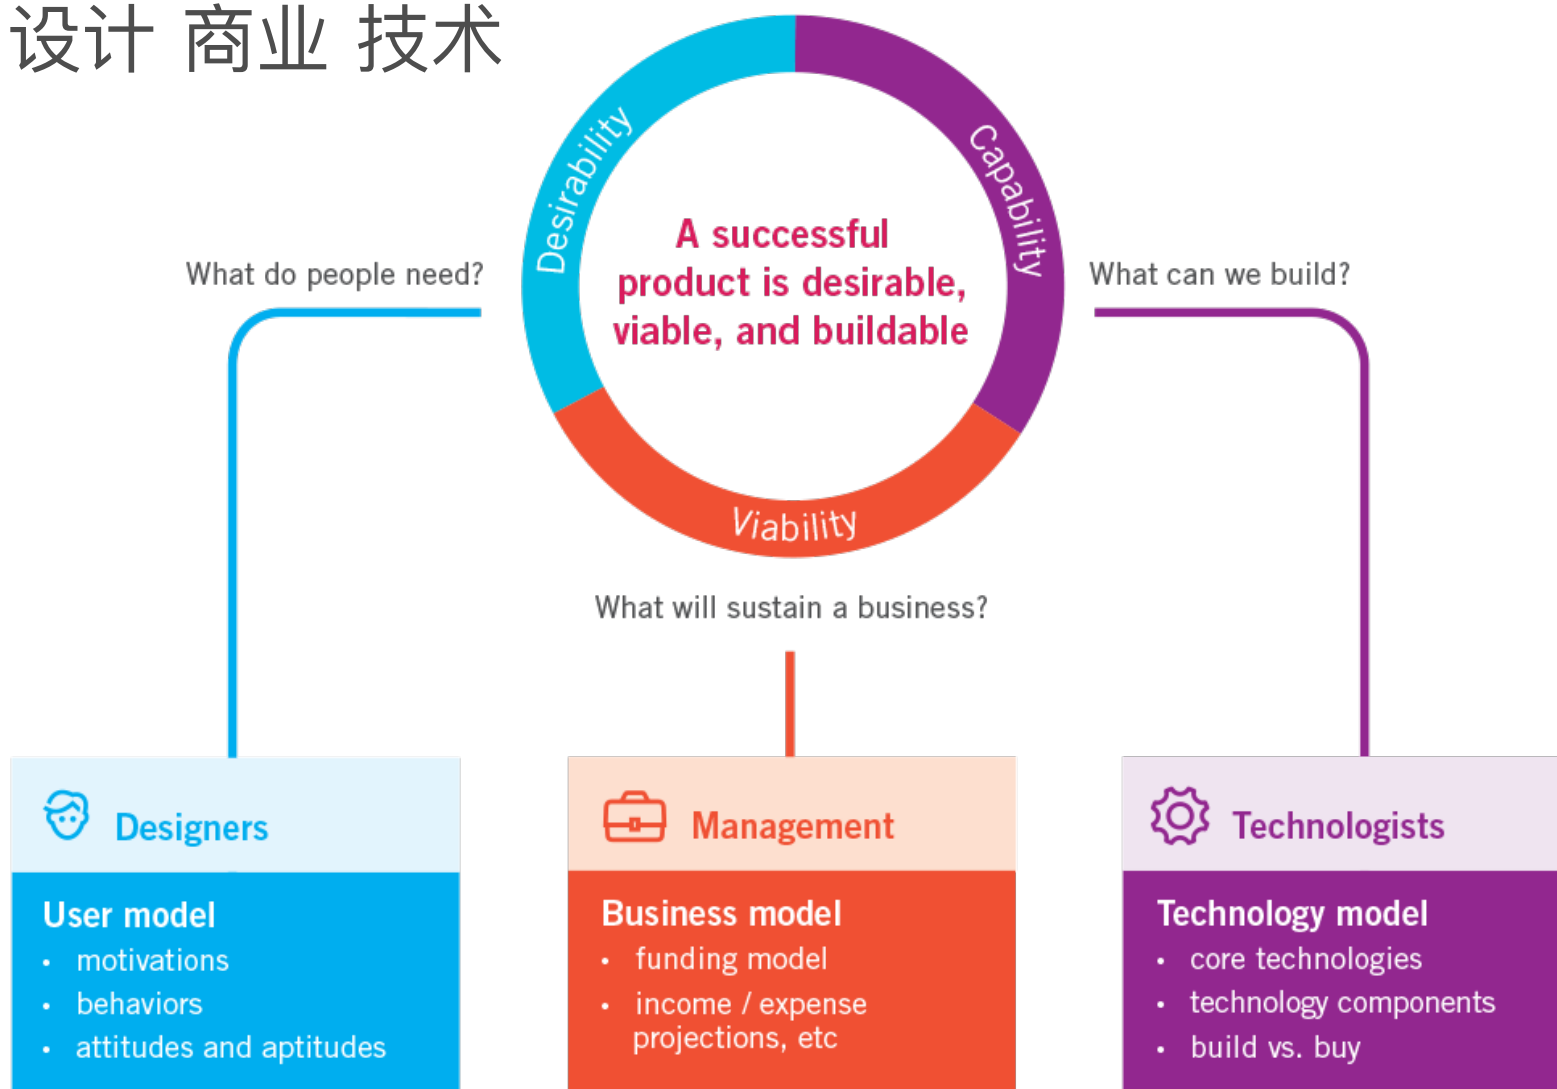 设计 商业 技术
Desirability
Capability
A successful
product is desirable,
viable, and buildable
What do people need?
What can we build?
Viability
What will sustain a business?
Designers
User model
• motivations
• behaviors
• attitudes and aptitudes
Management
Business model
• funding model
• income / expense
projections, etc
Technologists
Technology model
• core technologies
• technology components
• build vs. buy